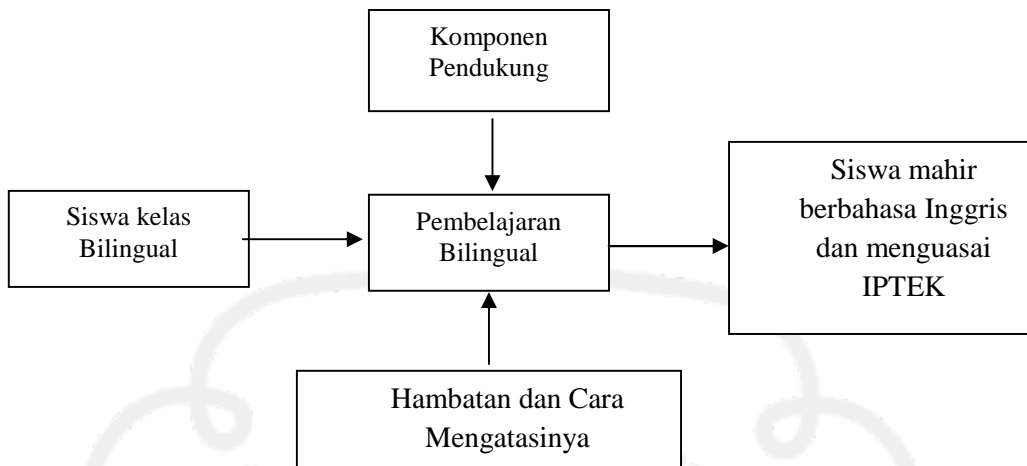 Komponen
Pendukung
Siswa kelas
Bilingual
Pembelajaran
Bilingual
Siswa mahir
berbahasa Inggris
dan menguasai
IPTEK
Hambatan dan Cara
Mengatasinya